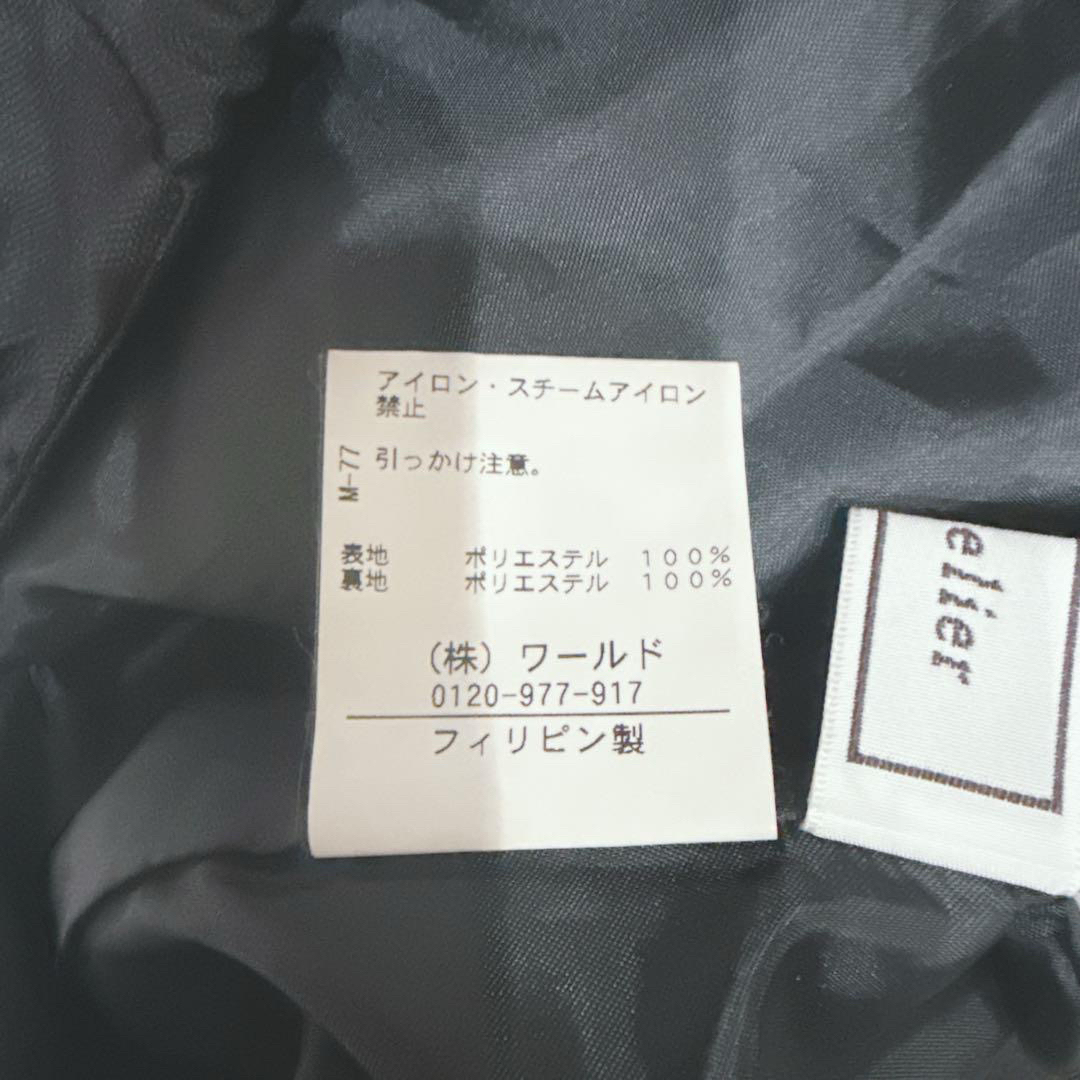 アイロン・スチームアイロン
禁止
M-77
引っかけ注意。
表地 ポリエステル 100%
裏地 ポリエステル 100%
(株) ワールド
0120-977-917
フィリピン製
elier